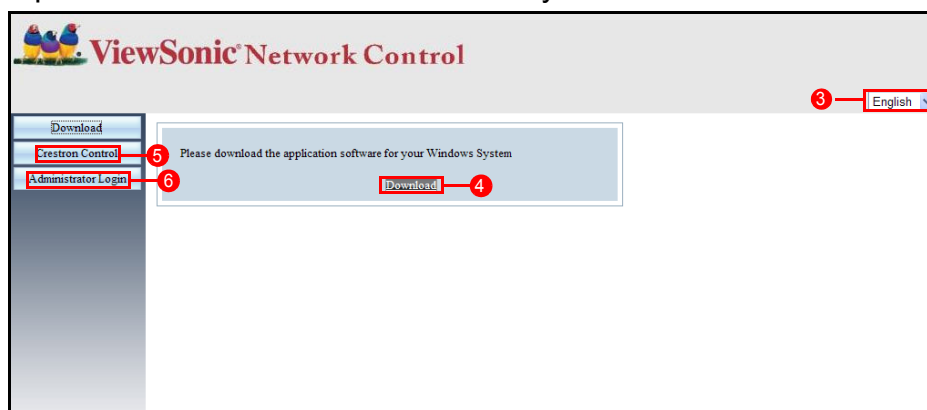 ViewSonic® Network Control
3
English
Download
Crestron Control
5
Please download the application software for your Windows System
Administrator Login
6
Download
4